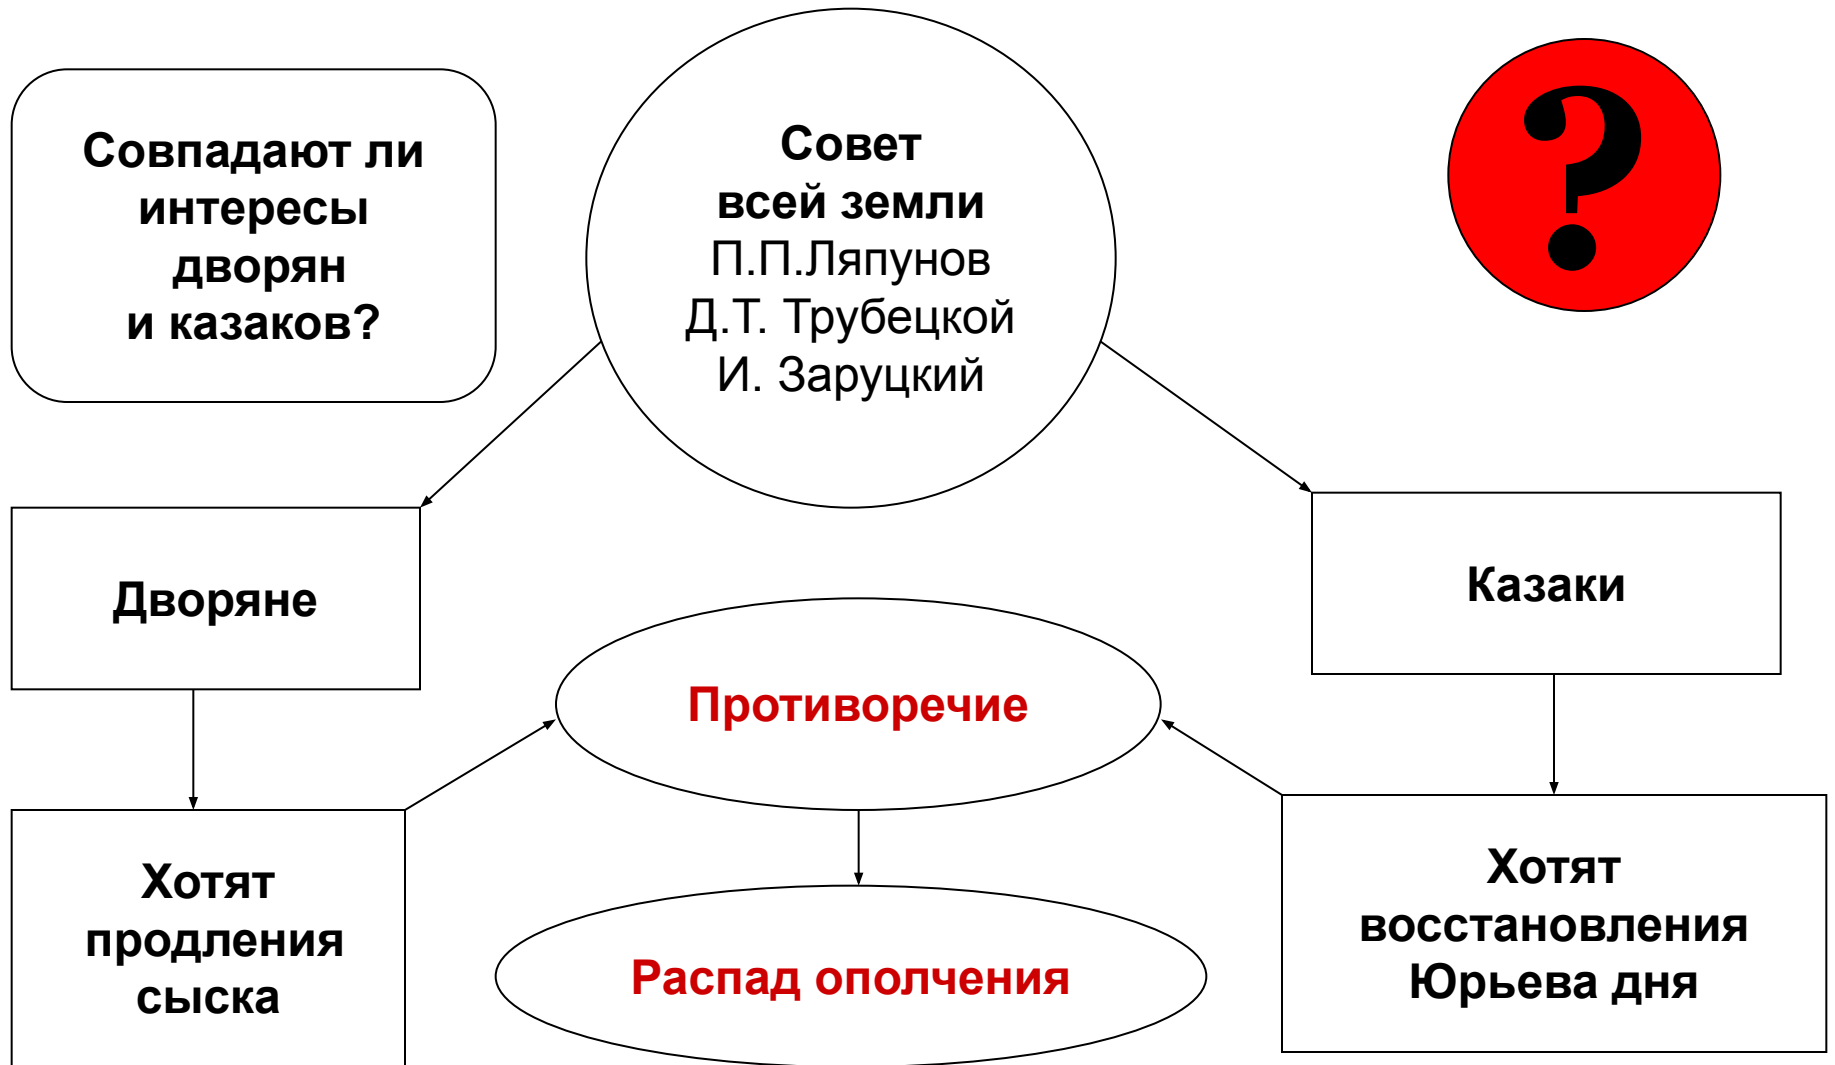 Совпадают ли
интересы
дворян
и казаков?
Совет
всей земли
П.П.Ляпунов
Д.Т. Трубецкой
И. Заруцкий
?
Дворяне
Казаки
Противоречие
Хотят
продления
сыска
Распад ополчения
Хотят
восстановления
Юрьева дня